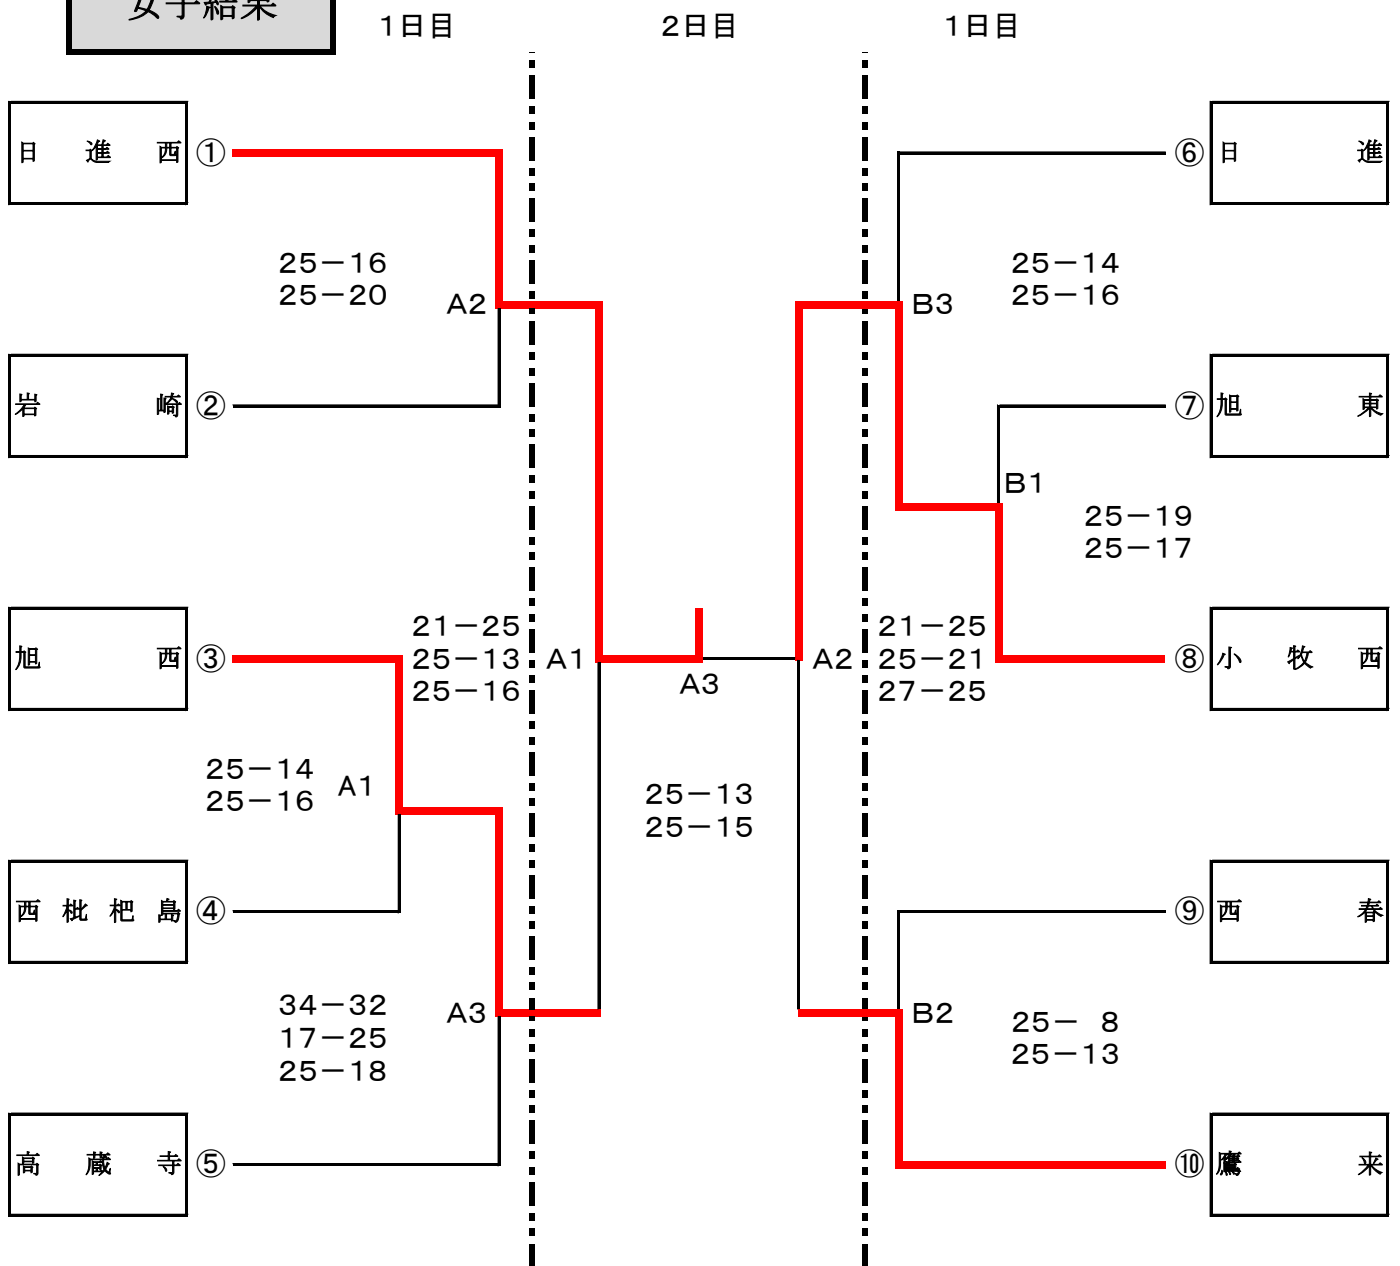 女子結果
1日目 2日目 1日目
日進西 ① ⑥ 日進
25−16
25−20
A2
25−14
25−16
B3
岩崎 ② ⑦ 旭東
B1
25−19
25−17
旭西 ③ ⑧ 小牧西
21−25
25−13
25−16
A1
A3
A2
21−25
25−21
27−25
25−14
25−16
A1
25−13
25−15
西枇杷島 ④ ⑨ 西春
34−32
17−25
25−18
A3
B2
25− 8
25−13
高蔵寺 ⑤ ⑩ 鷹来